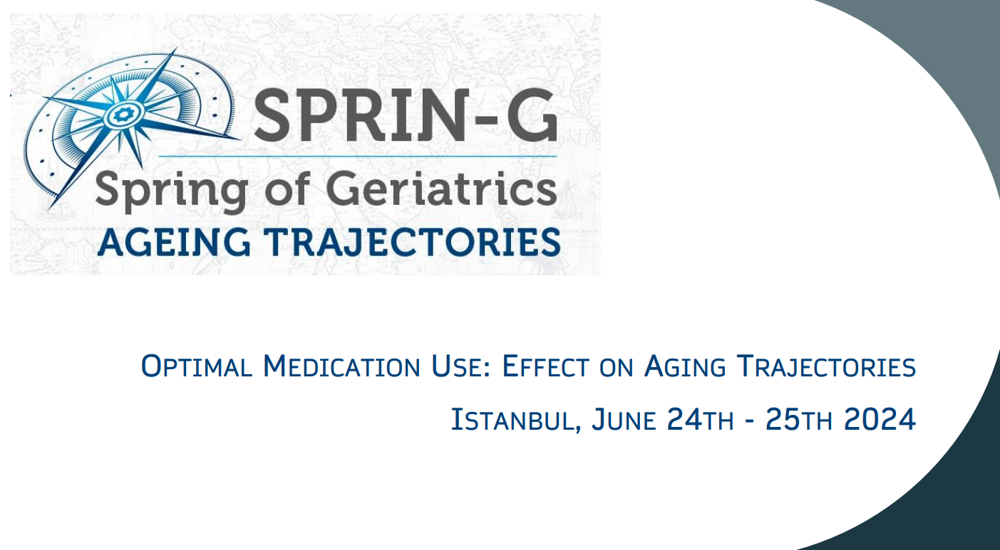 SPRIN-G
Spring of Geriatrics
AGEING TRAJECTORIES
OPTIMAL MEDICATION USE: EFFECT ON AGING TRAJECTORIES
ISTANBUL, JUNE 24TH - 25TH 2024